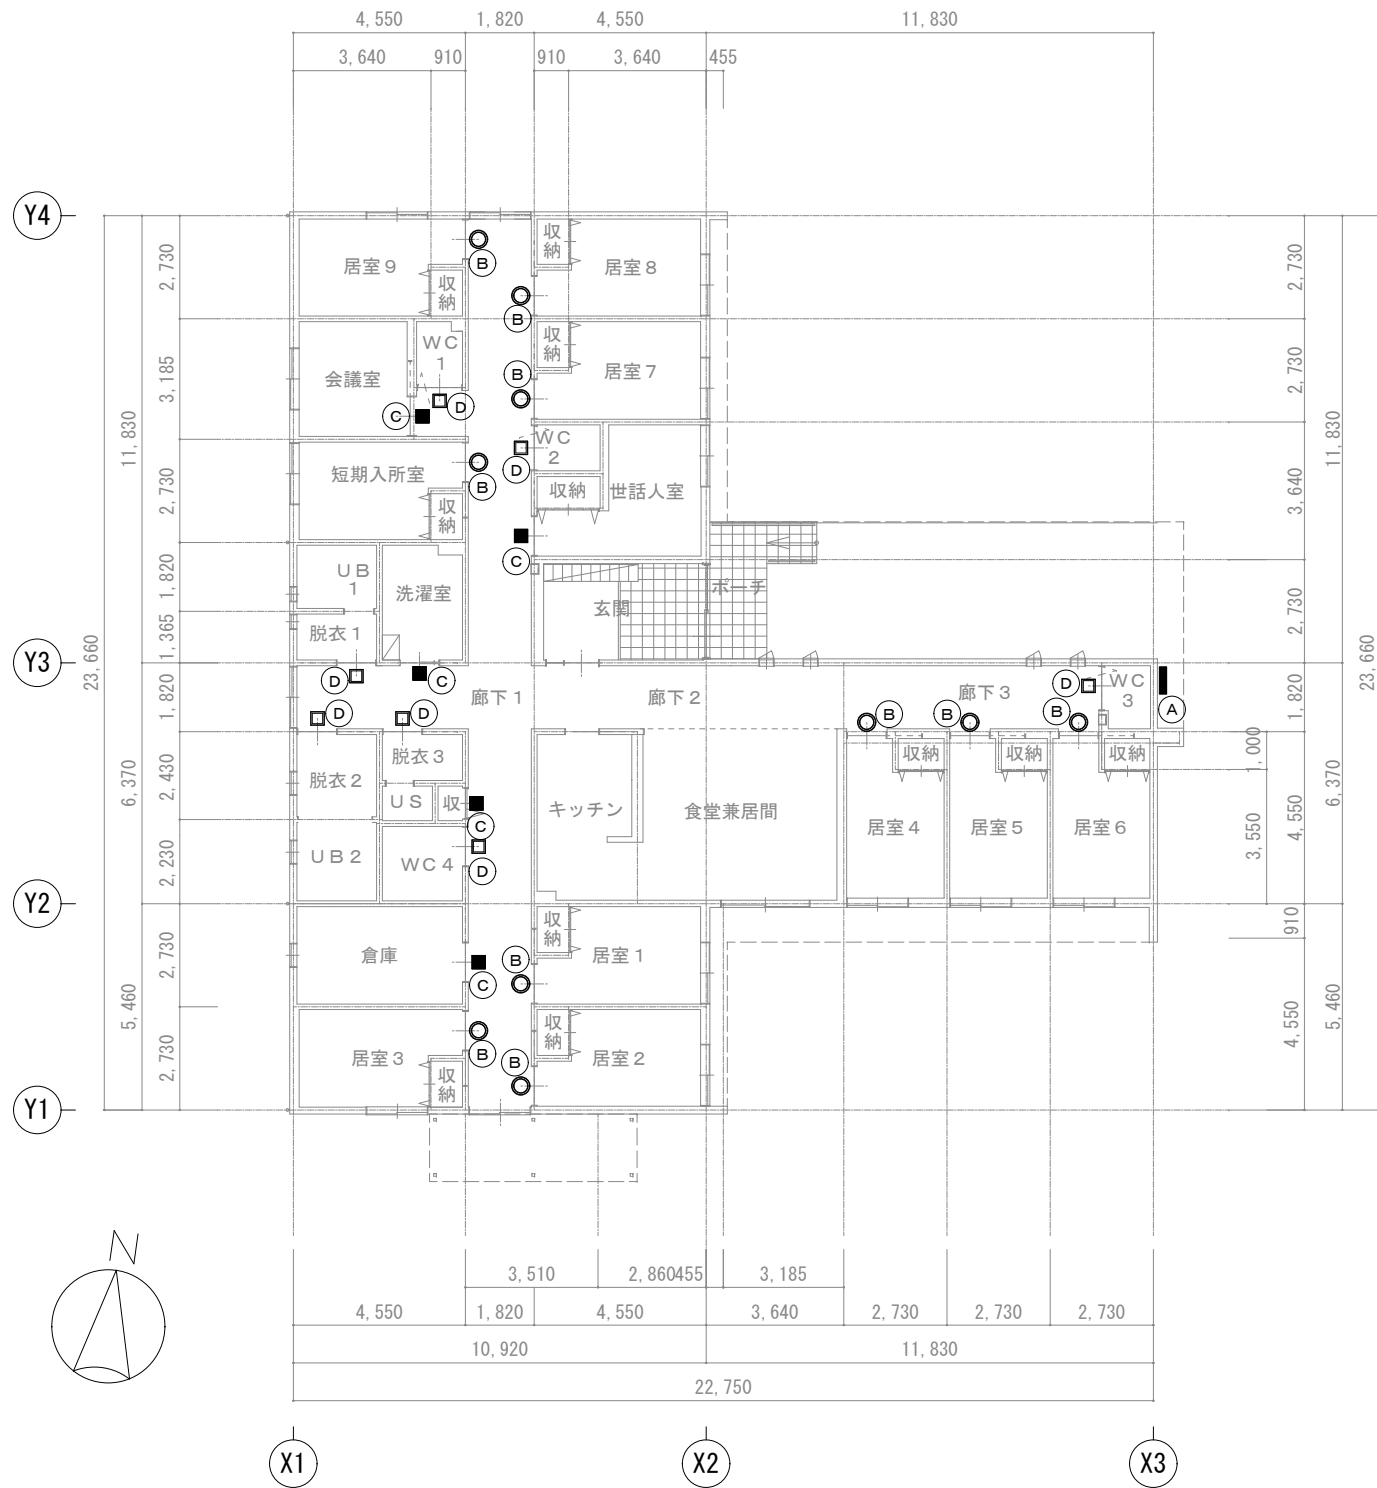 4,550 1,820 4,550 11,830
3,640 910 910 3,640 455
Y4
居室9
収納
B
収納
居室8
B
2,730
2,730
2,730
会議室
WC1
C
D
B
収納
居室7
3,185
2,730
11,830
11,830
短期入所室
収納
B
D
WC2
収納
世話人室
C
2,730
3,640
UB1
洗濯室
脱衣1
玄関
ポーチ
1,820
1,365
2,730
23,660
23,660
Y3
D
C
D
D
廊下1
廊下2
廊下3
D
WC3
A
B
B
B
1,820
1,820
1,000
脱衣2
脱衣3
US
収
C
UB2
WC4
D
キッチン
食堂兼居間
収納
収納
収納
居室4
居室5
居室6
2,430
6,370
2,230
3,550
4,550
6,370
Y2
倉庫
C
B
収納
居室1
2,730
910
5,460
4,550
5,460
居室3
収納
B
B
収納
居室2
2,730
Y1
N
3,510 2,860 455 3,185
4,550 1,820 4,550 3,640 2,730 2,730 2,730
10,920 11,830
22,750
X1 X2 X3